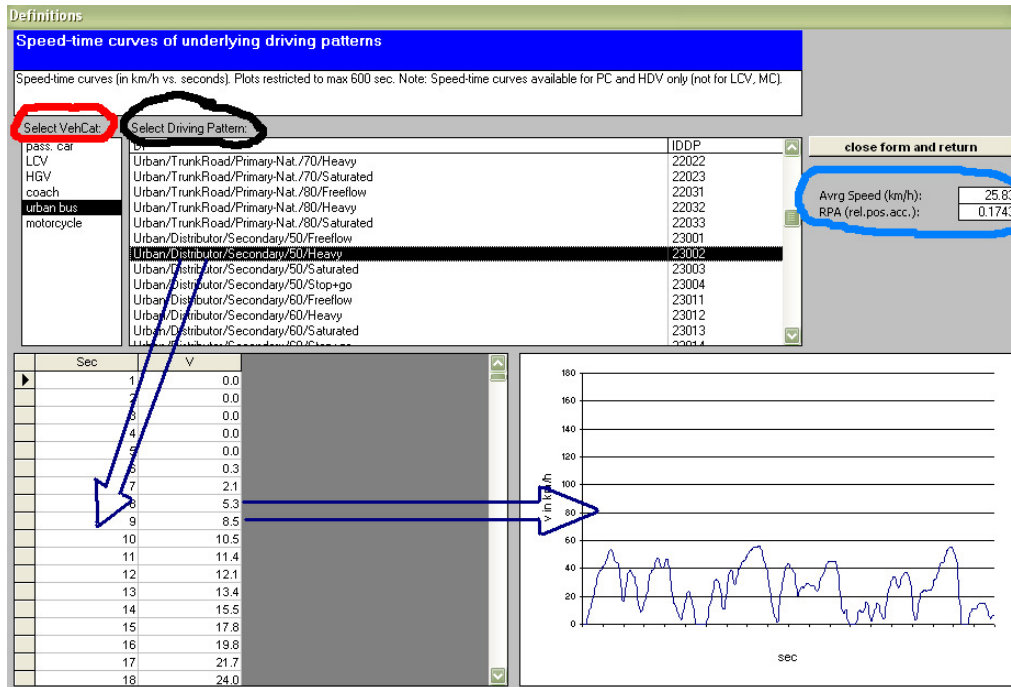 Definitions
Speed-time curves of underlying driving patterns
Speed-time curves (in km/h vs. seconds). Plots restricted to max 600 sec. Note: Speed-time curves available for PC and HDV only (not for LCV, MC).
Select VehCat:
pass. car
LCV
HGV
coach
urban bus
motorcycle
Select Driving Pattern:
IDDP
Urban/TrunkRoad/Primary-Nat./70/Heavy 22022
Urban/TrunkRoad/Primary-Nat./70/Saturated 22023
Urban/TrunkRoad/Primary-Nat./80/Freeflow 22031
Urban/TrunkRoad/Primary-Nat./80/Heavy 22032
Urban/TrunkRoad/Primary-Nat./80/Saturated 22033
Urban/Distributor/Secondary/50/Freeflow 23001
Urban/Distributor/Secondary/50/Heavy 23002
Urban/Distributor/Secondary/50/Saturated 23003
Urban/Distributor/Secondary/50/Stop+go 23004
Urban/Distributor/Secondary/60/Freeflow 23011
Urban/Distributor/Secondary/60/Heavy 23012
Urban/Distributor/Secondary/60/Saturated 23013
close form and return
Avrg Speed (km/h): 25.83
RPA (rel.pos.acc.): 0.1743
Sec V
1 0.0
2 0.0
3 0.0
4 0.0
5 0.0
6 0.3
7 2.1
8 5.3
9 8.5
10 10.5
11 11.4
12 12.1
13 13.4
14 15.5
15 17.8
16 19.8
17 21.7
18 24.0
v in km/h
180
160
140
120
100
80
60
40
20
0
sec